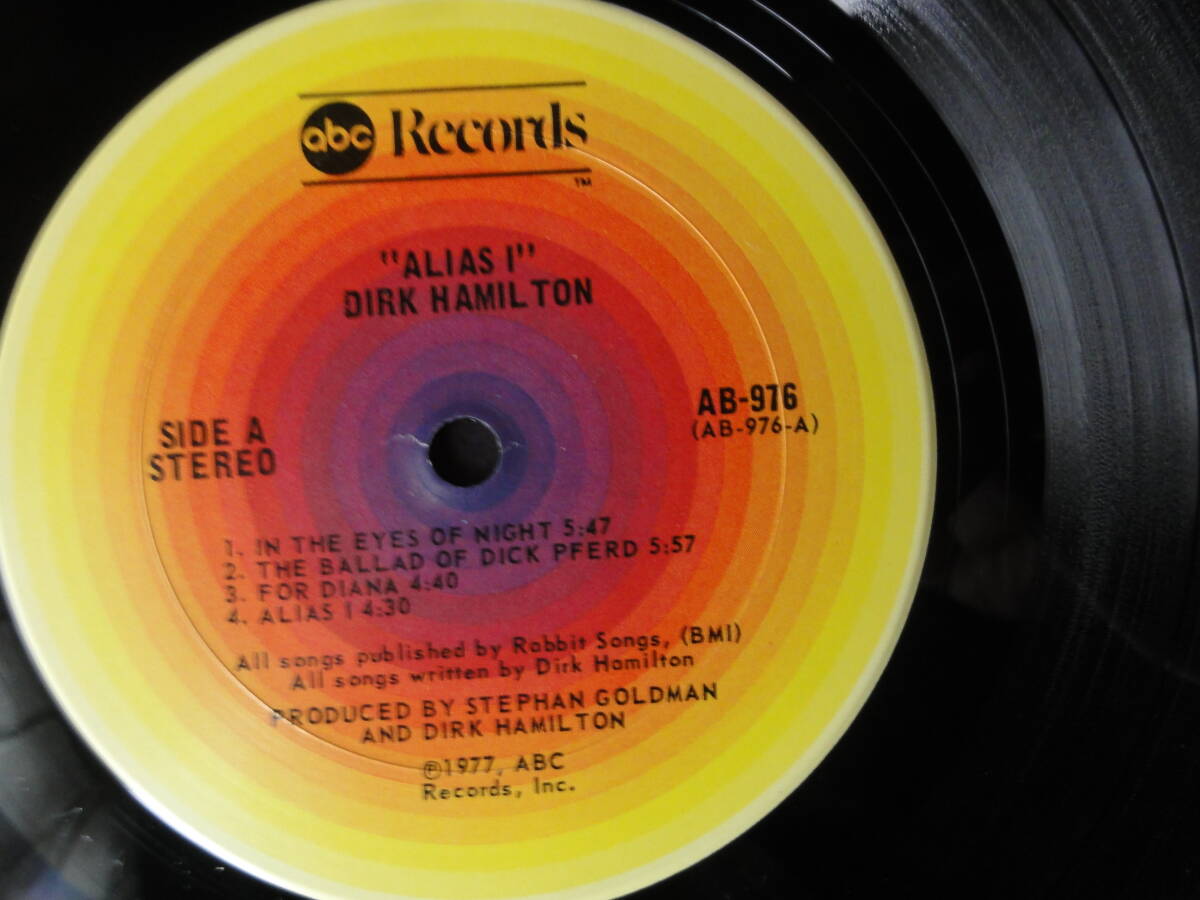 abc Records
TM
"ALIAS I"
DIRK HAMILTON
SIDE A
STEREO
AB-976
(AB-976-A)
1. IN THE EYES OF NIGHT 5:47
2. THE BALLAD OF DICK PFERD 5:57
3. FOR DIANA 4:40
4. ALIAS I 4:30
All songs published by Rabbit Songs, (BMI)
All songs written by Dirk Hamilton
PRODUCED BY STEPHAN GOLDMAN
AND DIRK HAMILTON
℗1977, ABC
Records, Inc.